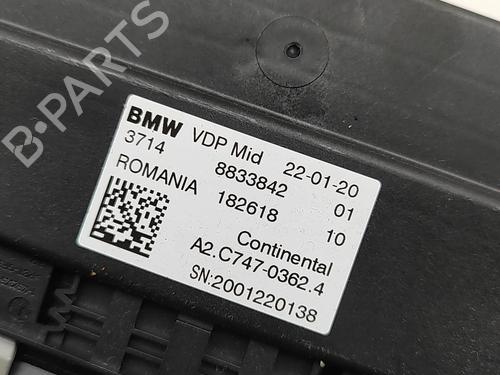 B-PARTS
BMW VDP Mid 22-01-20
3714 8833842 01
ROMANIA 182618 10
Continental
A2.C747-0362.4
SN:2001220138